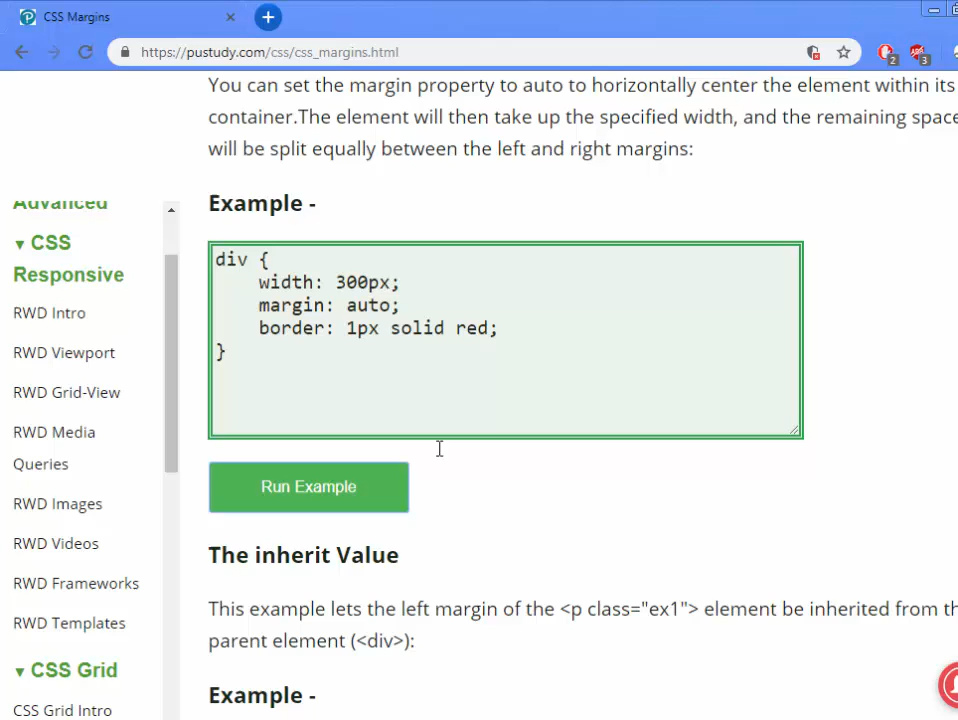 CSS Margins
https://pustudy.com/css/css_margins.html
2
3
You can set the margin property to auto to horizontally center the element within its
container.The element will then take up the specified width, and the remaining space
will be split equally between the left and right margins:
Example -
div {
    width: 300px;
    margin: auto;
    border: 1px solid red;
}
Run Example
The inherit Value
This example lets the left margin of the <p class="ex1"> element be inherited from th
parent element (<div>):
Example -
Advanced
▼ CSS
Responsive
RWD Intro
RWD Viewport
RWD Grid-View
RWD Media
Queries
RWD Images
RWD Videos
RWD Frameworks
RWD Templates
▼ CSS Grid
CSS Grid Intro